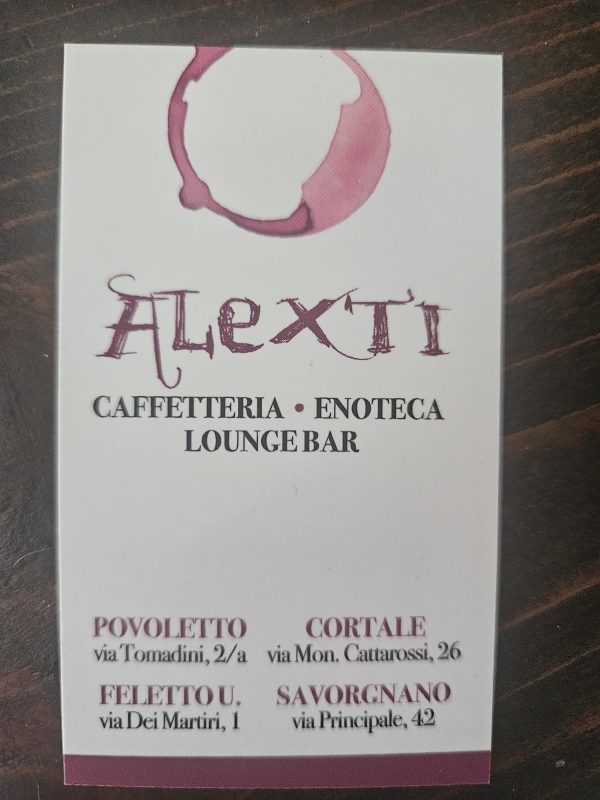 ALEXTI
CAFFETTERIA • ENOTECA
LOUNGE BAR
POVOLETTO
via Tomadini, 2/a
CORTALE
via Mon. Cattarossi, 26
FELETTO U.
via Dei Martiri, 1
SAVORGNANO
via Principale, 42